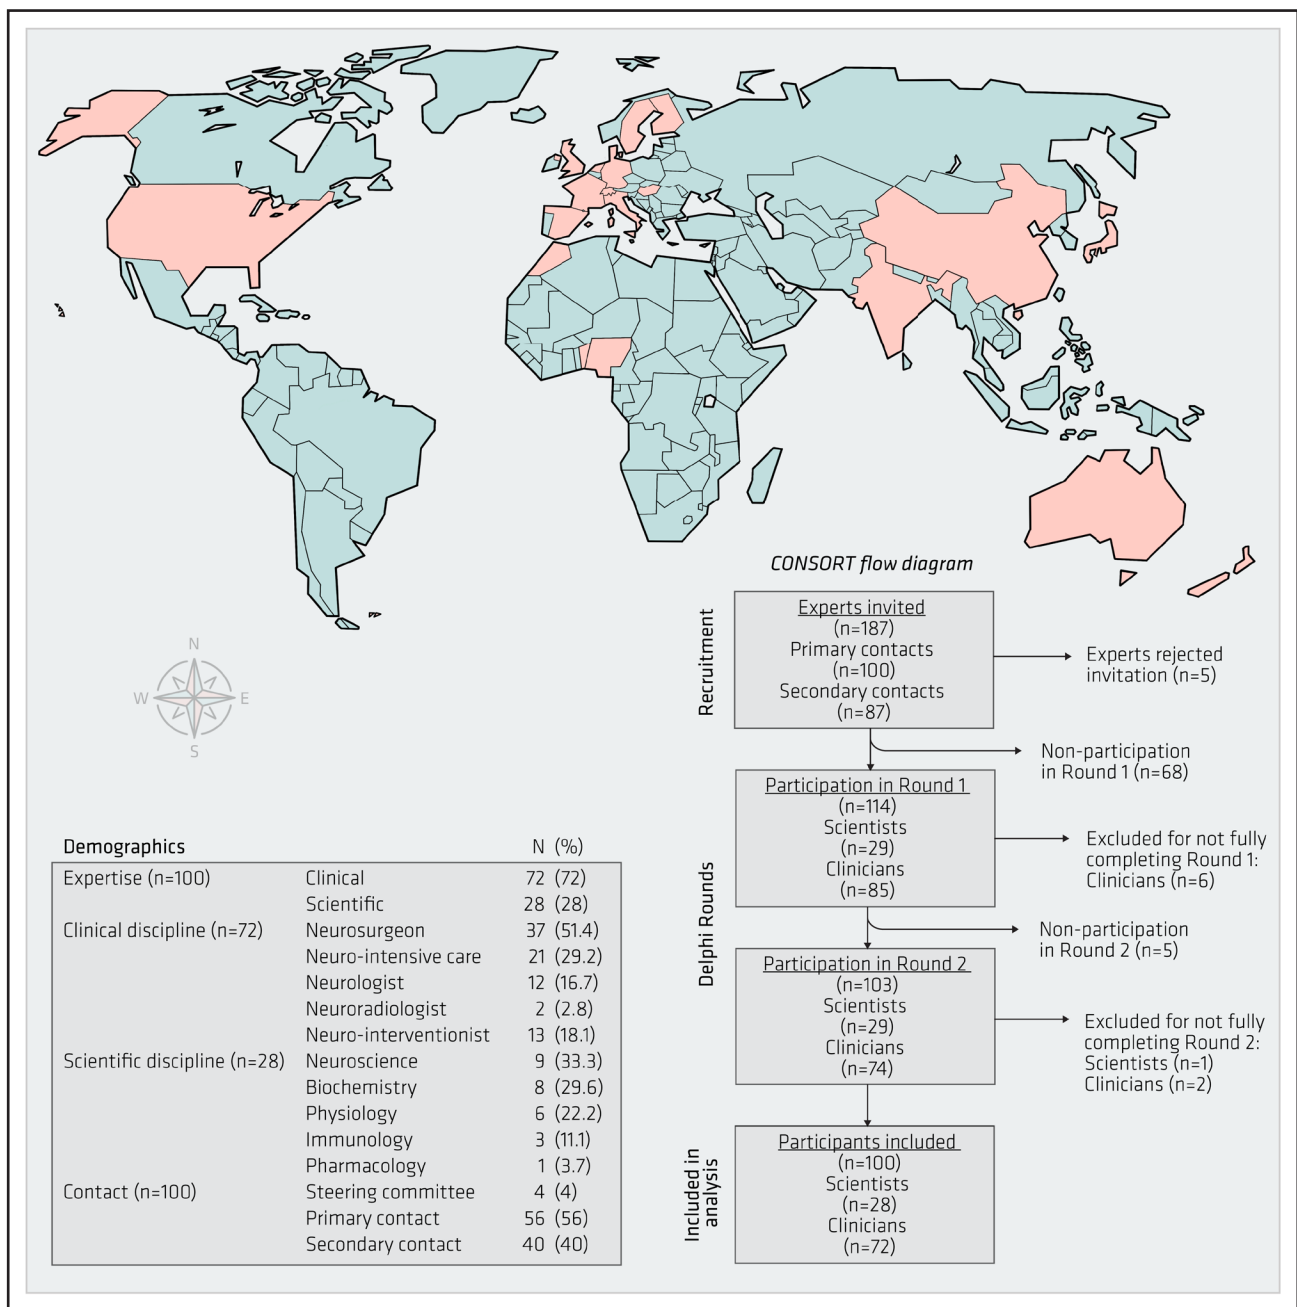 N
W
E
S
CONSORT flow diagram
Recruitment
Experts invited
(n=187)
Primary contacts
(n=100)
Secondary contacts
(n=87)
Experts rejected
invitation (n=5)
Non-participation
in Round 1 (n=68)
Delphi Rounds
Participation in Round 1
(n=114)
Scientists
(n=29)
Clinicians
(n=85)
Excluded for not fully
completing Round 1:
Clinicians (n=6)
Non-participation
in Round 2 (n=5)
Participation in Round 2
(n=103)
Scientists
(n=29)
Clinicians
(n=74)
Excluded for not fully
completing Round 2:
Scientists (n=1)
Clinicians (n=2)
Included in
analysis
Participants included
(n=100)
Scientists
(n=28)
Clinicians
(n=72)
Demographics N (%)
Expertise (n=100) Clinical 72 (72)
Scientific 28 (28)
Clinical discipline (n=72) Neurosurgeon 37 (51.4)
Neuro-intensive care 21 (29.2)
Neurologist 12 (16.7)
Neuroradiologist 2 (2.8)
Neuro-interventionist 13 (18.1)
Scientific discipline (n=28) Neuroscience 9 (33.3)
Biochemistry 8 (29.6)
Physiology 6 (22.2)
Immunology 3 (11.1)
Pharmacology 1 (3.7)
Contact (n=100) Steering committee 4 (4)
Primary contact 56 (56)
Secondary contact 40 (40)